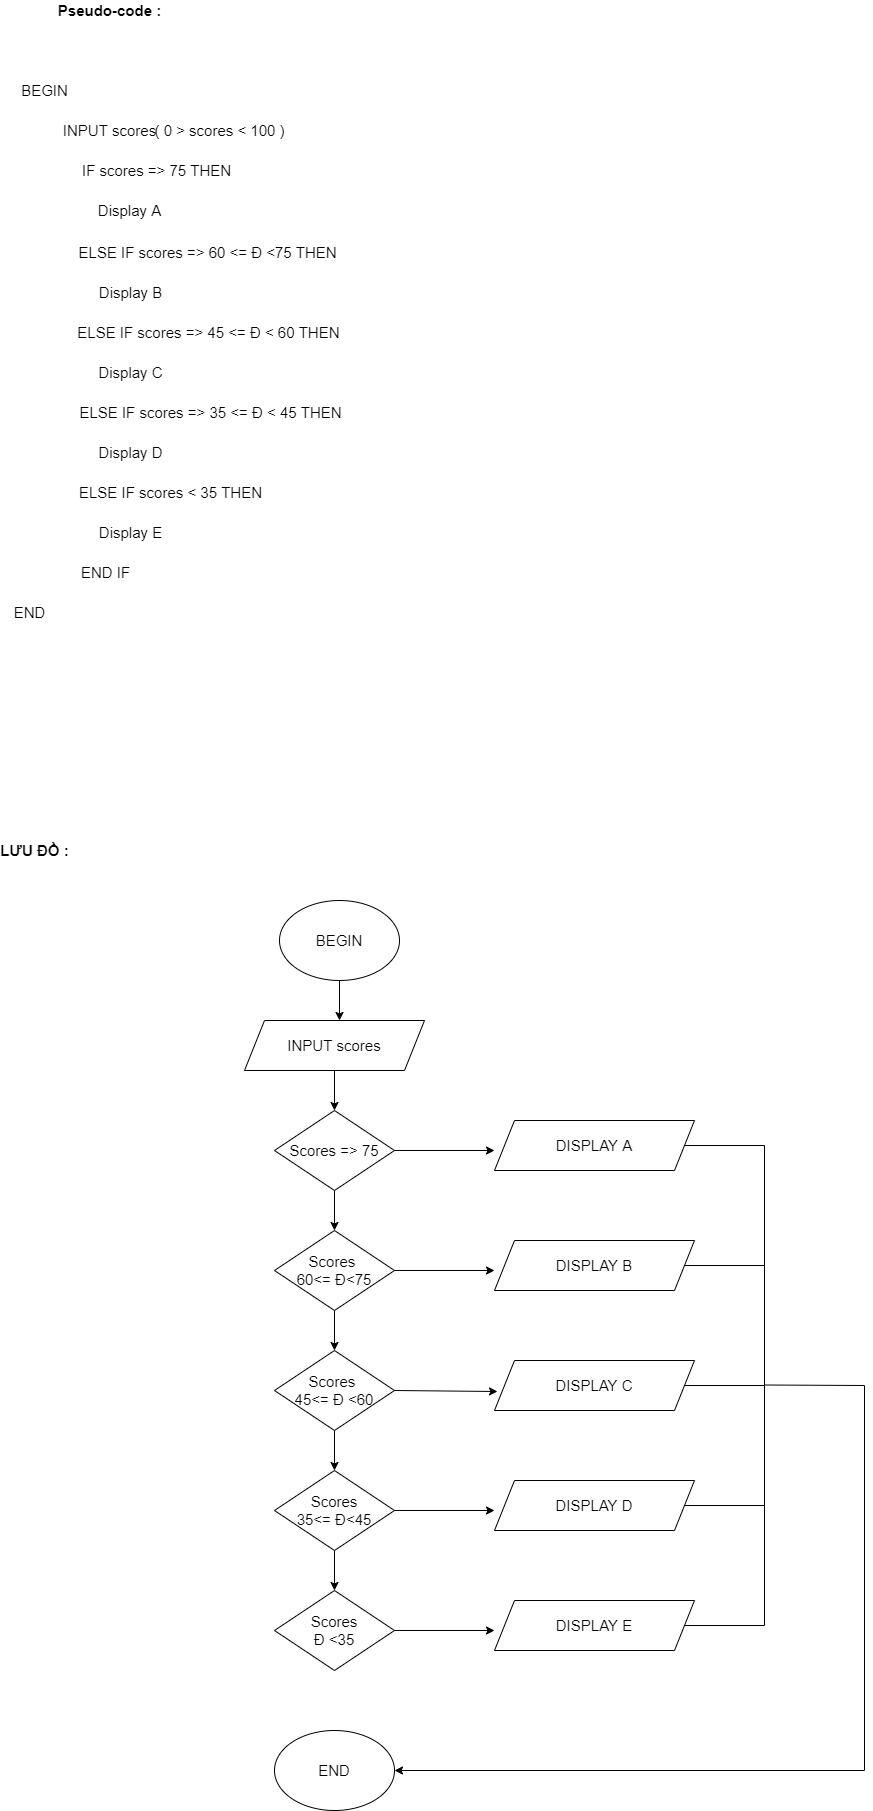 Pseudo-code :
BEGIN
INPUT scores( 0 > scores < 100 )
IF scores => 75 THEN
Display A
ELSE IF scores => 60 <= Đ <75 THEN
Display B
ELSE IF scores => 45 <= Đ < 60 THEN
Display C
ELSE IF scores => 35 <= Đ < 45 THEN
Display D
ELSE IF scores < 35 THEN
Display E
END IF
END
LƯU ĐỒ :
BEGIN
INPUT scores
Scores => 75
DISPLAY A
Scores
60<= Đ<75
DISPLAY B
Scores
45<= Đ <60
DISPLAY C
Scores
35<= Đ<45
DISPLAY D
Scores
Đ <35
DISPLAY E
END